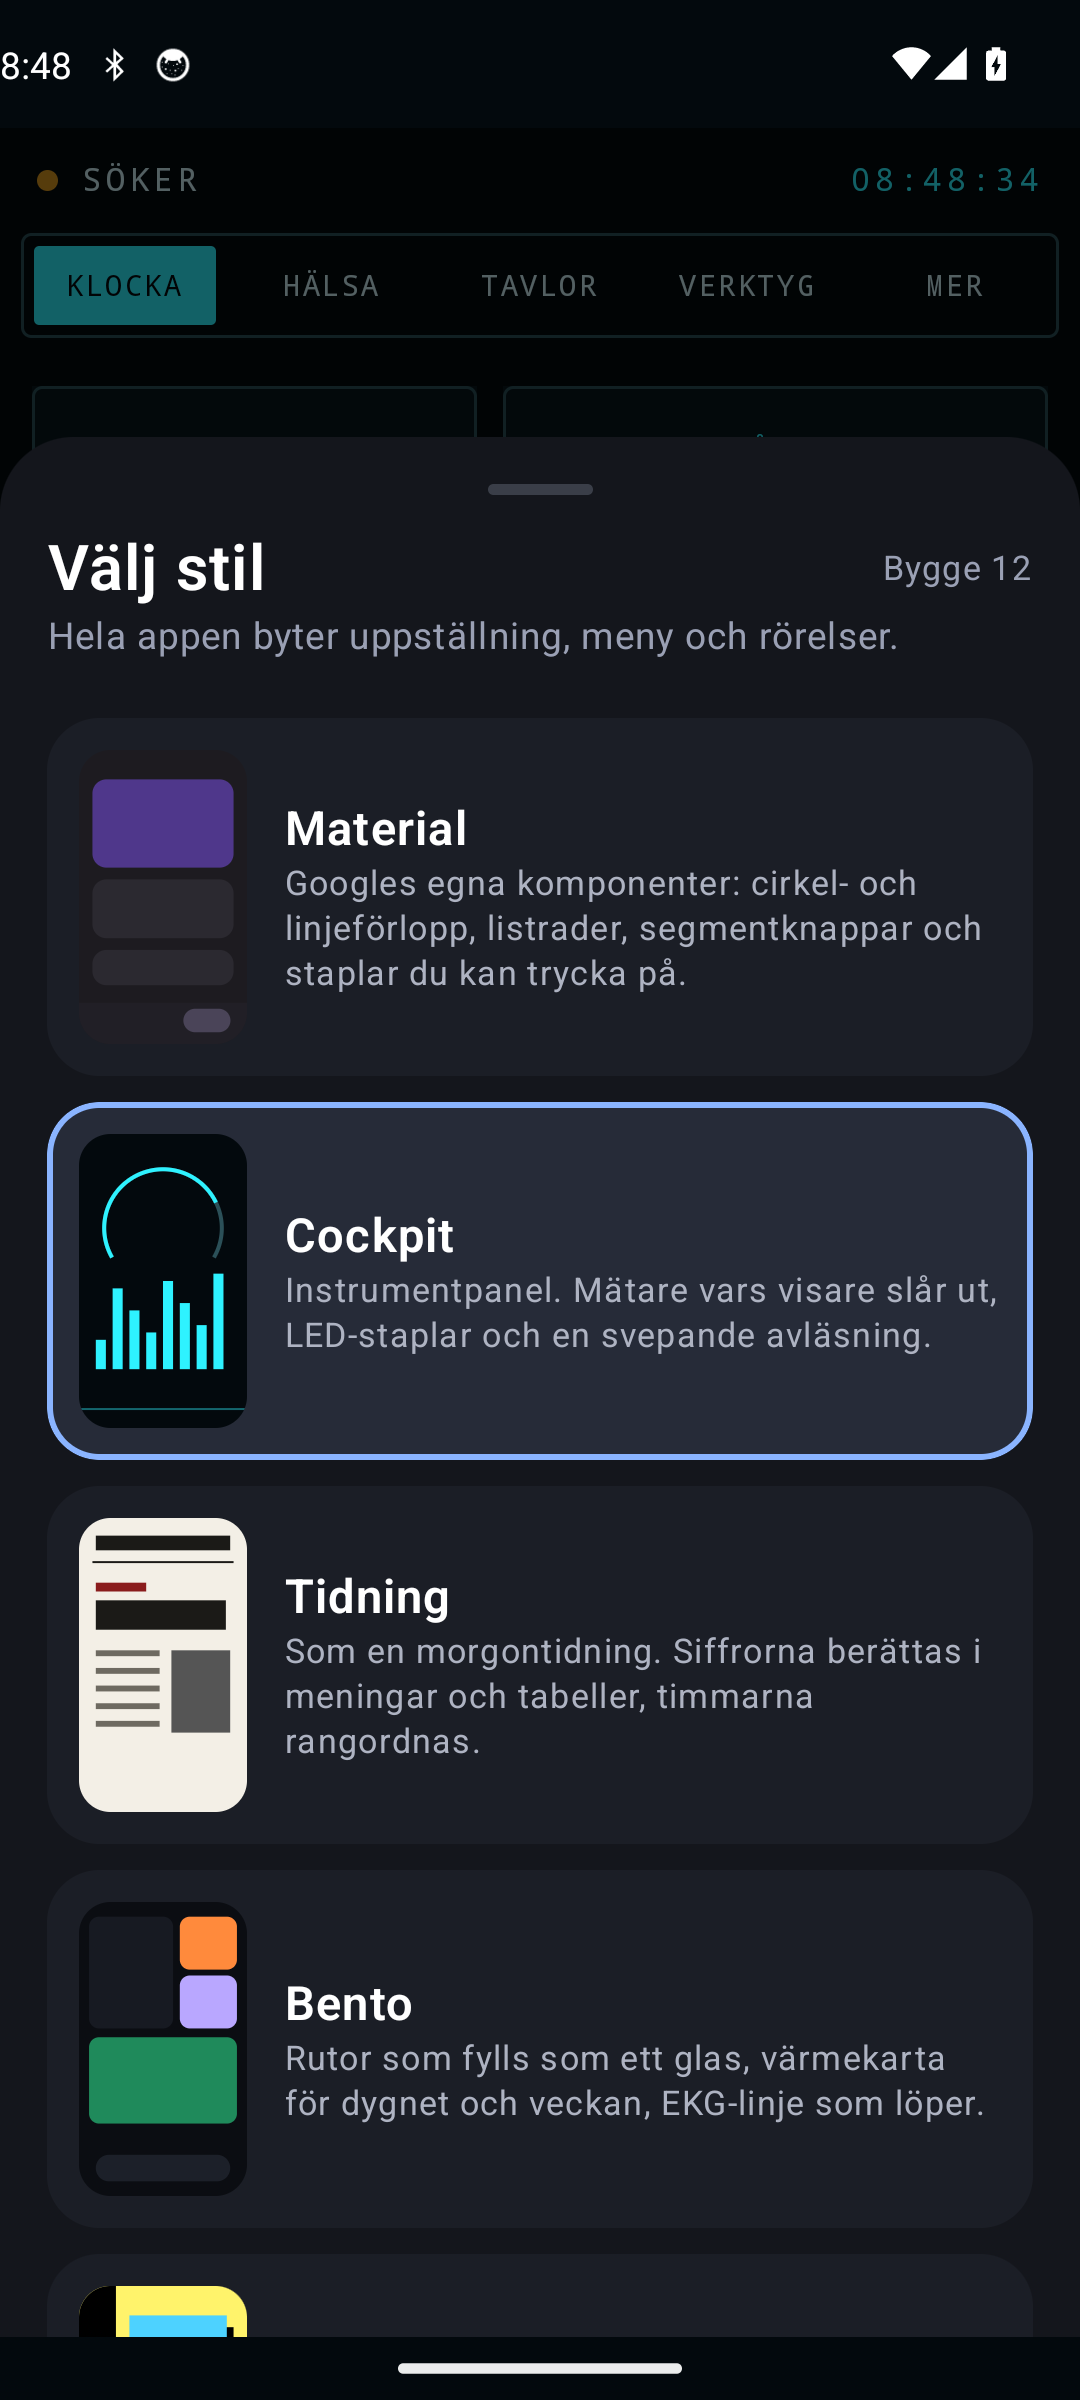 8:48
SÖKER 08:48:34
KLOCKA HÄLSA TAVLOR VERKTYG MER
Välj stil
Bygge 12
Hela appen byter uppställning, meny och rörelser.
Material
Googles egna komponenter: cirkel- och
linjeförlopp, listrader, segmentknappar och
staplar du kan trycka på.
Cockpit
Instrumentpanel. Mätare vars visare slår ut,
LED-staplar och en svepande avläsning.
Tidning
Som en morgontidning. Siffrorna berättas i
meningar och tabeller, timmarna
rangordnas.
Bento
Rutor som fylls som ett glas, värmekarta
för dygnet och veckan, EKG-linje som löper.